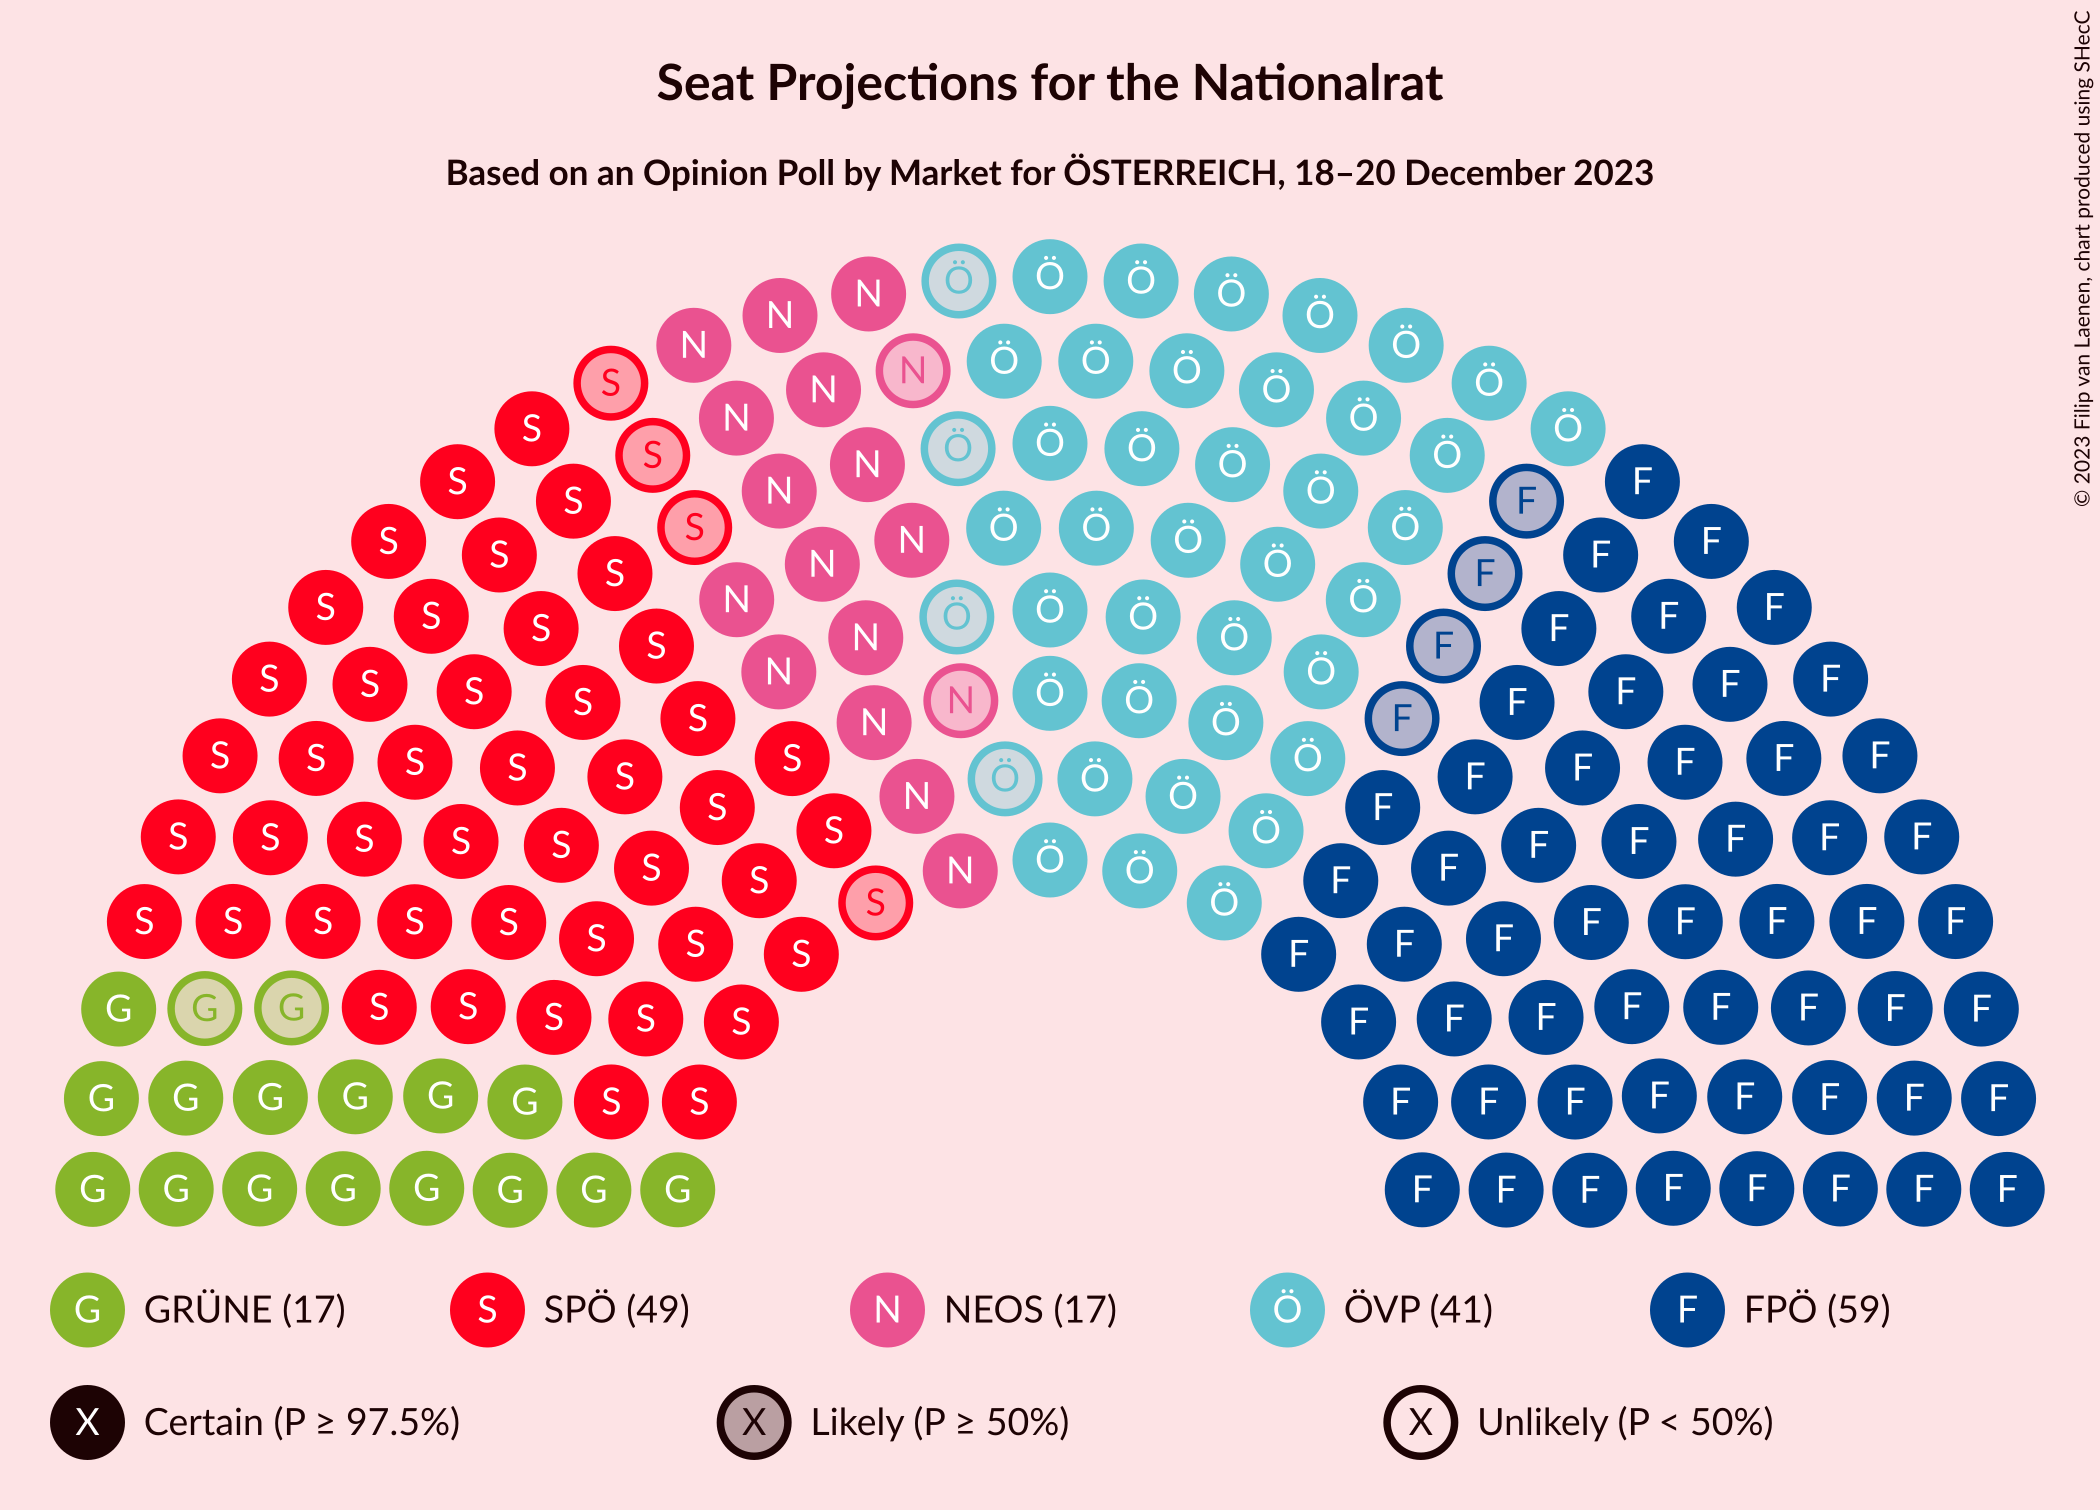 Seat Projections for the Nationalrat
Based on an Opinion Poll by Market for ÖSTERREICH, 18–20 December 2023
© 2023 Filip van Laenen, chart produced using SHecC
Ö Ö Ö Ö Ö Ö Ö Ö
N N N
S S S S S S S S S S S
N N N Ö Ö Ö Ö Ö Ö
F F F F F F F F F F F
G G G S S S S S
G G G G G G S S F F F F F F F F
G G G G G G G G F F F F F F F F
G GRÜNE (17) S SPÖ (49) N NEOS (17) Ö ÖVP (41) F FPÖ (59)
X Certain (P ≥ 97.5%) X Likely (P ≥ 50%) X Unlikely (P < 50%)